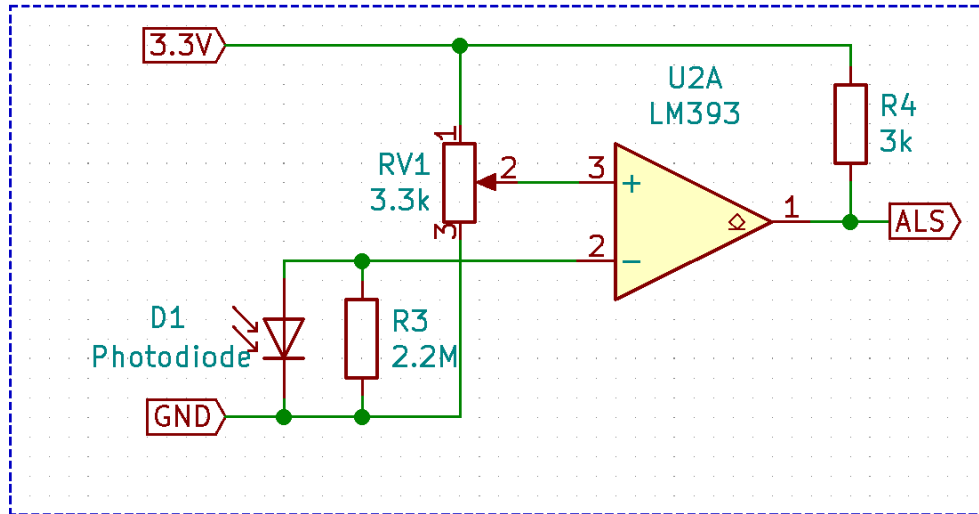 3.3V
U2A
LM393
R4
3k
1
RV1
3.3k
2
3
3
+
1
ALS
2
−
D1
Photodiode
R3
2.2M
GND